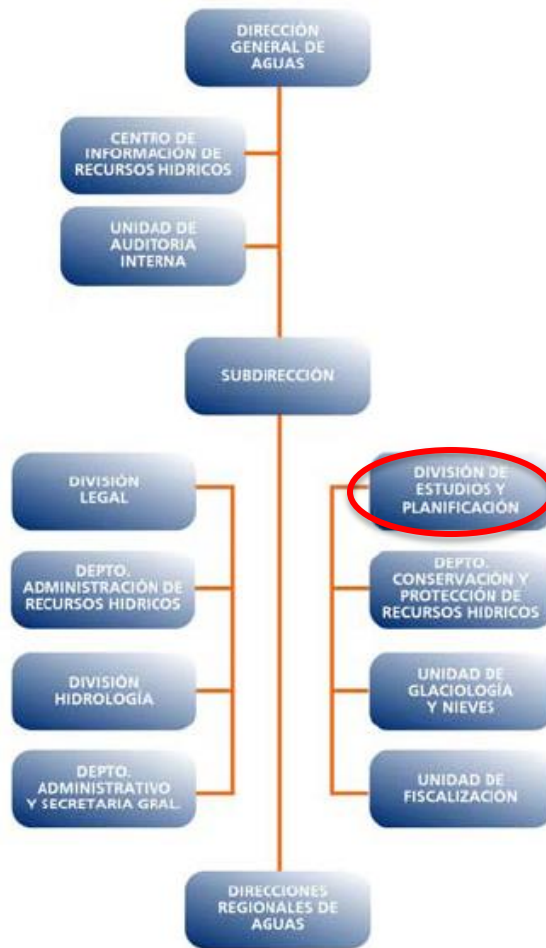 DIRECCIÓN
GENERAL DE
AGUAS
CENTRO DE
INFORMACIÓN DE
RECURSOS HIDRICOS
UNIDAD DE
AUDITORIA
INTERNA
SUBDIRECCIÓN
DIVISIÓN
LEGAL
DIVISIÓN DE
ESTUDIOS Y
PLANIFICACIÓN
DEPTO.
ADMINISTRACIÓN DE
RECURSOS HIDRICOS
DEPTO.
CONSERVACIÓN Y
PROTECCIÓN DE
RECURSOS HIDRICOS
DIVISIÓN
HIDROLOGÍA
UNIDAD DE
GLACIOLOGÍA
Y NIEVES
DEPTO.
ADMINISTRATIVO
Y SECRETARIA GRAL.
UNIDAD DE
FISCALIZACIÓN
DIRECCIONES
REGIONALES DE
AGUAS